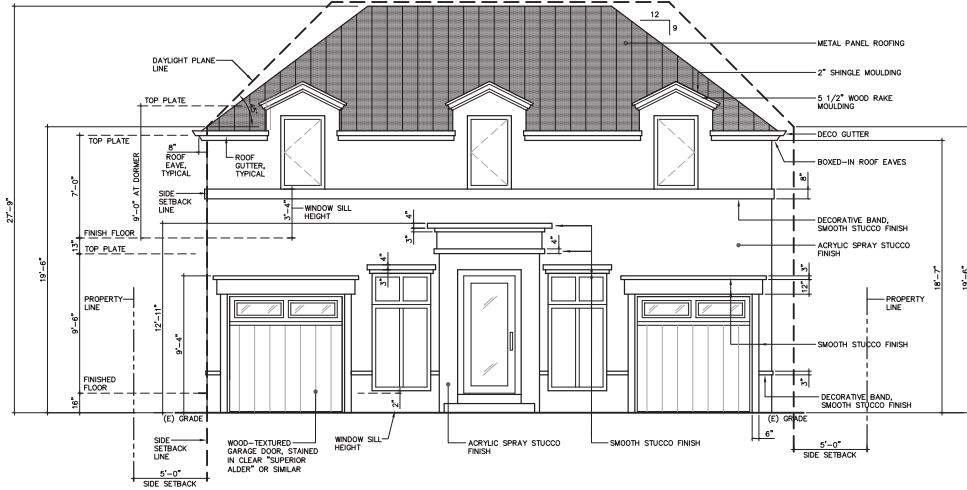 12
9
METAL PANEL ROOFING
DAYLIGHT PLANE
LINE
2" SHINGLE MOULDING
45°
5 1/2" WOOD RAKE
MOULDING
TOP PLATE
DECO GUTTER
TOP PLATE
8"
ROOF
EAVE,
TYPICAL
ROOF
GUTTER,
TYPICAL
BOXED-IN ROOF EAVES
8"
7'-0"
9'-0" AT DORMER
SIDE
SETBACK
LINE
3'-4"
WINDOW SILL
HEIGHT
27'-9"
4"
3"
DECORATIVE BAND,
SMOOTH STUCCO FINISH
FINISH FLOOR
13"
TOP PLATE
4"
ACRYLIC SPRAY STUCCO
FINISH
4"
3"
3"
12"
19'-6"
18'-7"
19'-6"
PROPERTY
LINE
PROPERTY
LINE
12'-11"
9'-6"
9'-4"
SMOOTH STUCCO FINISH
FINISHED
FLOOR
3"
16"
2"
DECORATIVE BAND,
SMOOTH STUCCO FINISH
(E) GRADE
(E) GRADE
SIDE
SETBACK
LINE
WOOD-TEXTURED
GARAGE DOOR, STAINED
IN CLEAR "SUPERIOR
ALDER" OR SIMILAR
WINDOW SILL
HEIGHT
ACRYLIC SPRAY STUCCO
FINISH
SMOOTH STUCCO FINISH
6"
5'-0"
SIDE SETBACK
5'-0"
SIDE SETBACK